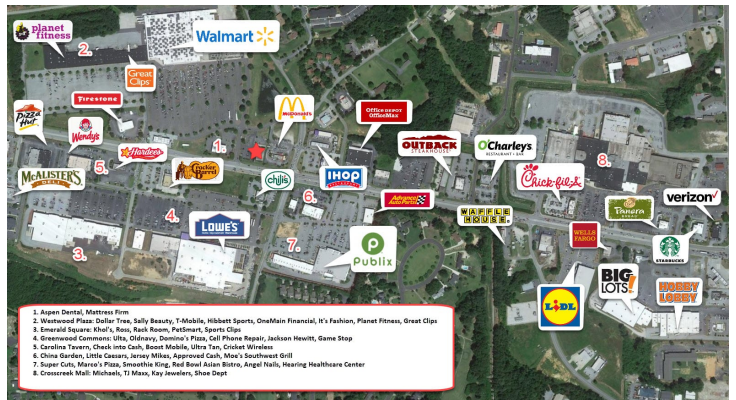 planet
fitness
2.
Walmart
Great
Clips
Firestone
Pizza
Hut
Wendy's
McDonald's
Office DEPOT
OfficeMax
1.
Hardee's
5.
McALISTER'S
DELI
Cracker
Barrel
chili's
IHOP
RESTAURANT
6.
OUTBACK
STEAKHOUSE
O'Charley's
RESTAURANT + BAR
8.
Chick-fil-A
verizon
Panera
BREAD
Advance
Auto Parts
WAFFLE
HOUSE
4.
LOWE'S
WELLS
FARGO
STARBUCKS
3.
7.
Publix
BIG
LOTS!
HOBBY
LOBBY
LIDL
1. Aspen Dental, Mattress Firm
2. Westwood Plaza: Dollar Tree, Sally Beauty, T-Mobile, Hibbett Sports, OneMain Financial, It's Fashion, Planet Fitness, Great Clips
3. Emerald Square: Khol's, Ross, Rack Room, PetSmart, Sports Clips
4. Greenwood Commons: Ulta, Oldnavy, Domino's Pizza, Cell Phone Repair, Jackson Hewitt, Game Stop
5. Carolina Tavern, Check into Cash, Boost Mobile, Ultra Tan, Cricket Wireless
6. China Garden, Little Caesars, Jersey Mikes, Approved Cash, Moe's Southwest Grill
7. Super Cuts, Marco's Pizza, Smoothie King, Red Bowl Asian Bistro, Angel Nails, Hearing Healthcare Center
8. Crosscreek Mall: Michaels, TJ Maxx, Kay Jewelers, Shoe Dept